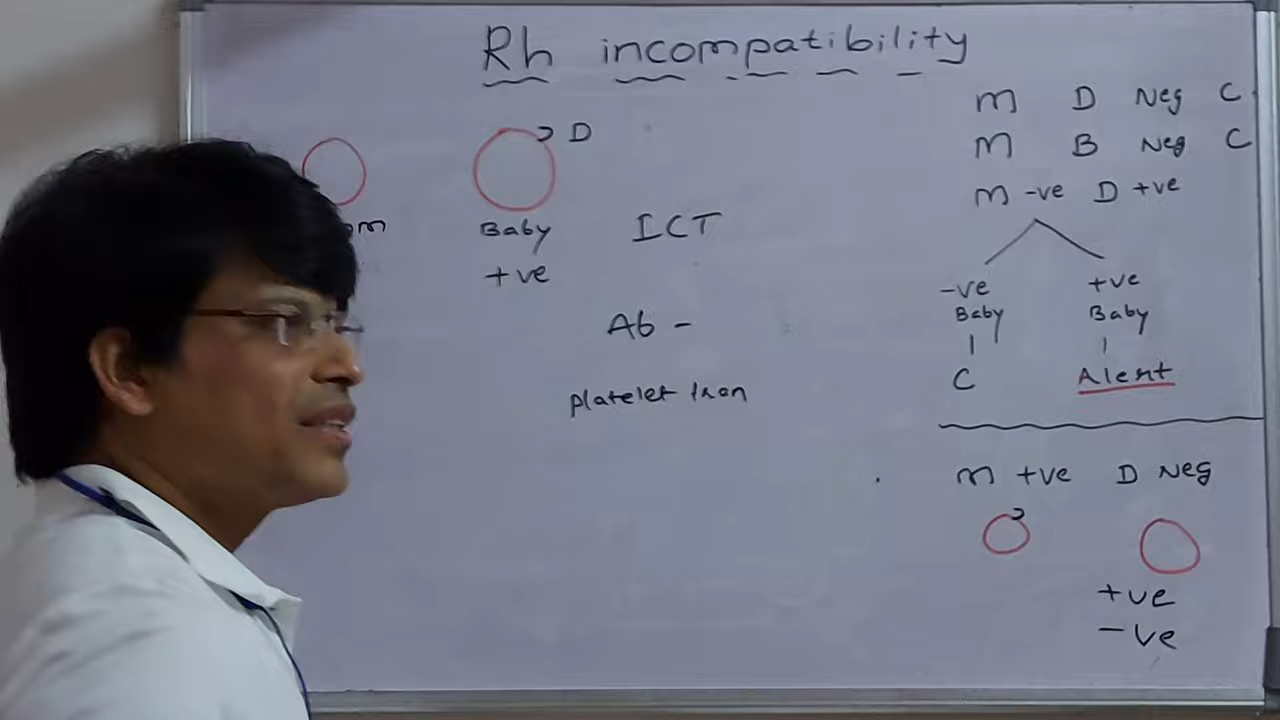 Rh incompatibility
D
Baby
+ve
ICT
Ab -
platelet Iron
M D Neg C
M B Neg C
M -ve D +ve
-ve +ve
Baby Baby
C Alert
M +ve D Neg
+ve
-ve